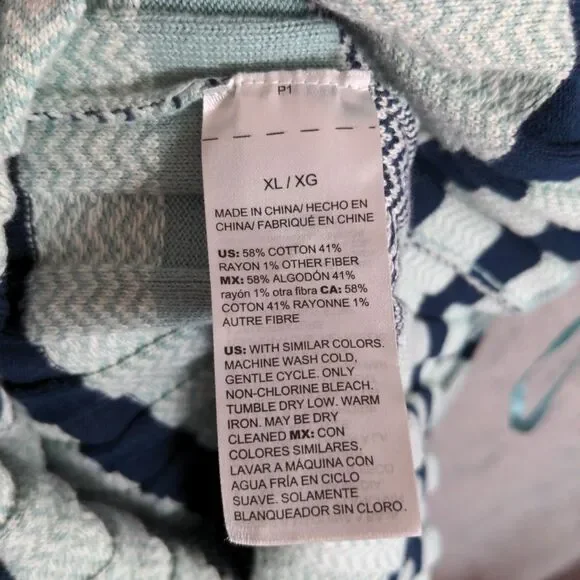 P1
XL / XG
MADE IN CHINA/ HECHO EN
CHINA/ FABRIQUÉ EN CHINE
US: 58% COTTON 41%
RAYON 1% OTHER FIBER
MX: 58% ALGODÓN 41%
rayón 1% otra fibra CA: 58%
COTON 41% RAYONNE 1%
AUTRE FIBRE
US: WITH SIMILAR COLORS.
MACHINE WASH COLD,
GENTLE CYCLE. ONLY
NON-CHLORINE BLEACH.
TUMBLE DRY LOW. WARM
IRON. MAY BE DRY
CLEANED MX: CON
COLORES SIMILARES.
LAVAR A MÁQUINA CON
AGUA FRÍA EN CICLO
SUAVE. SOLAMENTE
BLANQUEADOR SIN CLORO.